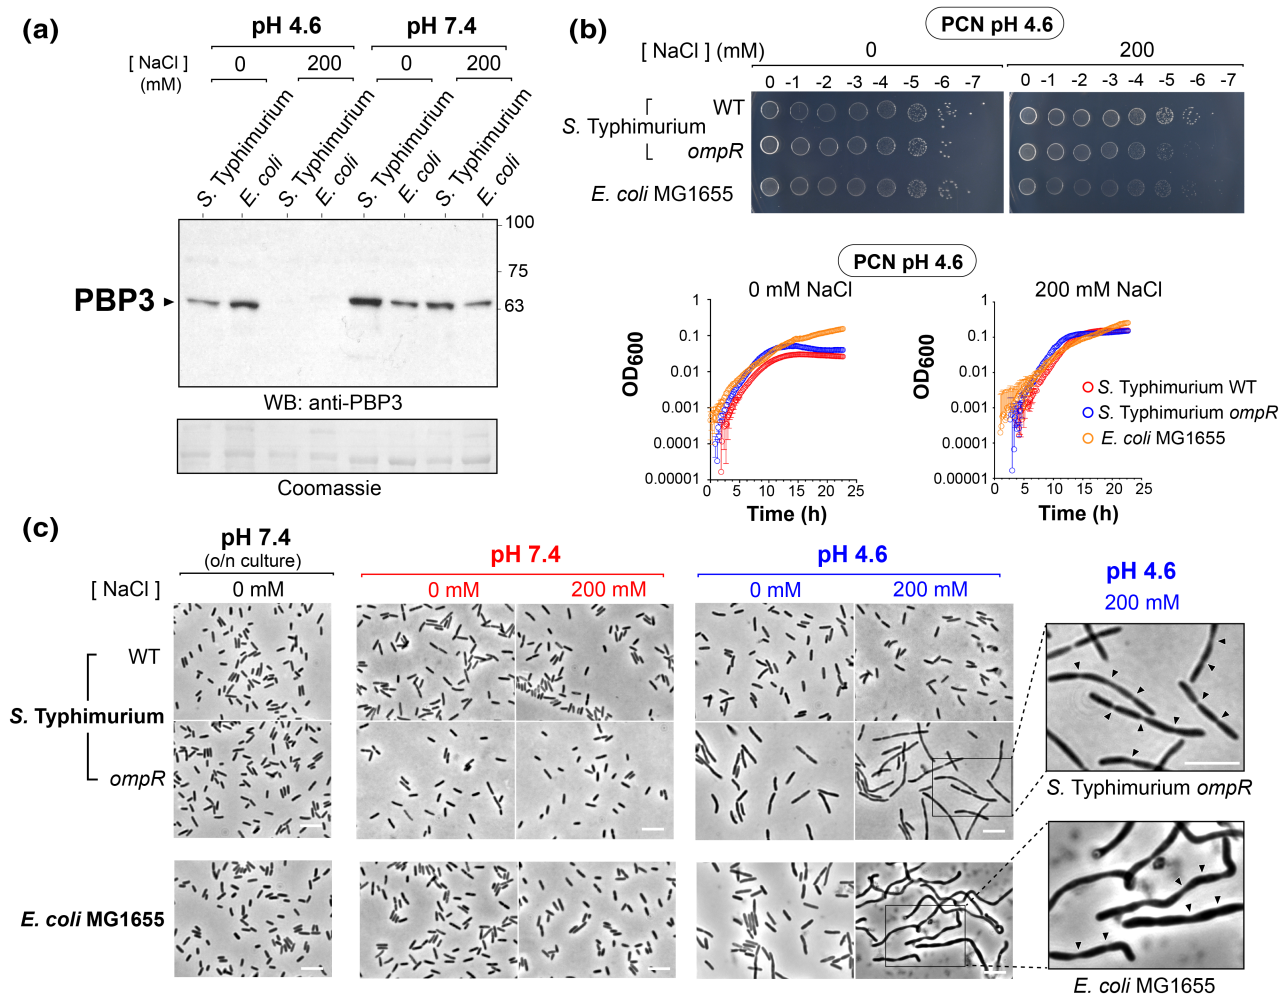 (a)
pH 4.6
pH 7.4
[ NaCl ]
(mM)
0
200
0
200
S. Typhimurium
E. coli
S. Typhimurium
E. coli
S. Typhimurium
E. coli
S. Typhimurium
E. coli
100
75
63
PBP3
WB: anti-PBP3
Coomassie
(b)
PCN pH 4.6
[ NaCl ] (mM)
0
200
0 -1 -2 -3 -4 -5 -6 -7
0 -1 -2 -3 -4 -5 -6 -7
WT
S. Typhimurium
ompR
E. coli MG1655
PCN pH 4.6
0 mM NaCl
OD600
1
0.1
0.01
0.001
0.0001
0.00001
0 5 10 15 20 25
Time (h)
200 mM NaCl
OD600
1
0.1
0.01
0.001
0.0001
0.00001
0 5 10 15 20 25
Time (h)
S. Typhimurium WT
S. Typhimurium ompR
E. coli MG1655
(c)
pH 7.4
(o/n culture)
pH 7.4
pH 4.6
pH 4.6
[ NaCl ]
0 mM
0 mM
200 mM
0 mM
200 mM
200 mM
WT
S. Typhimurium
ompR
S. Typhimurium ompR
E. coli MG1655
E. coli MG1655